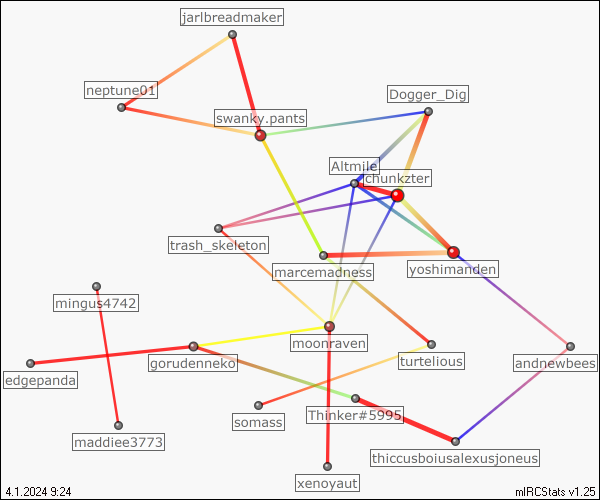 jarlbreadmaker
neptune01
Dogger_Dig
swanky.pants
Altmile
chunkzter
trash_skeleton
marcemadness
yoshimanden
mingus4742
moonraven
turtelious
andnewbees
gorudenneko
edgepanda
somass
Thinker#5995
maddiee3773
thiccusboiusalexusjoneus
xenoyaut
4.1.2024 9:24
mIRCStats v1.25